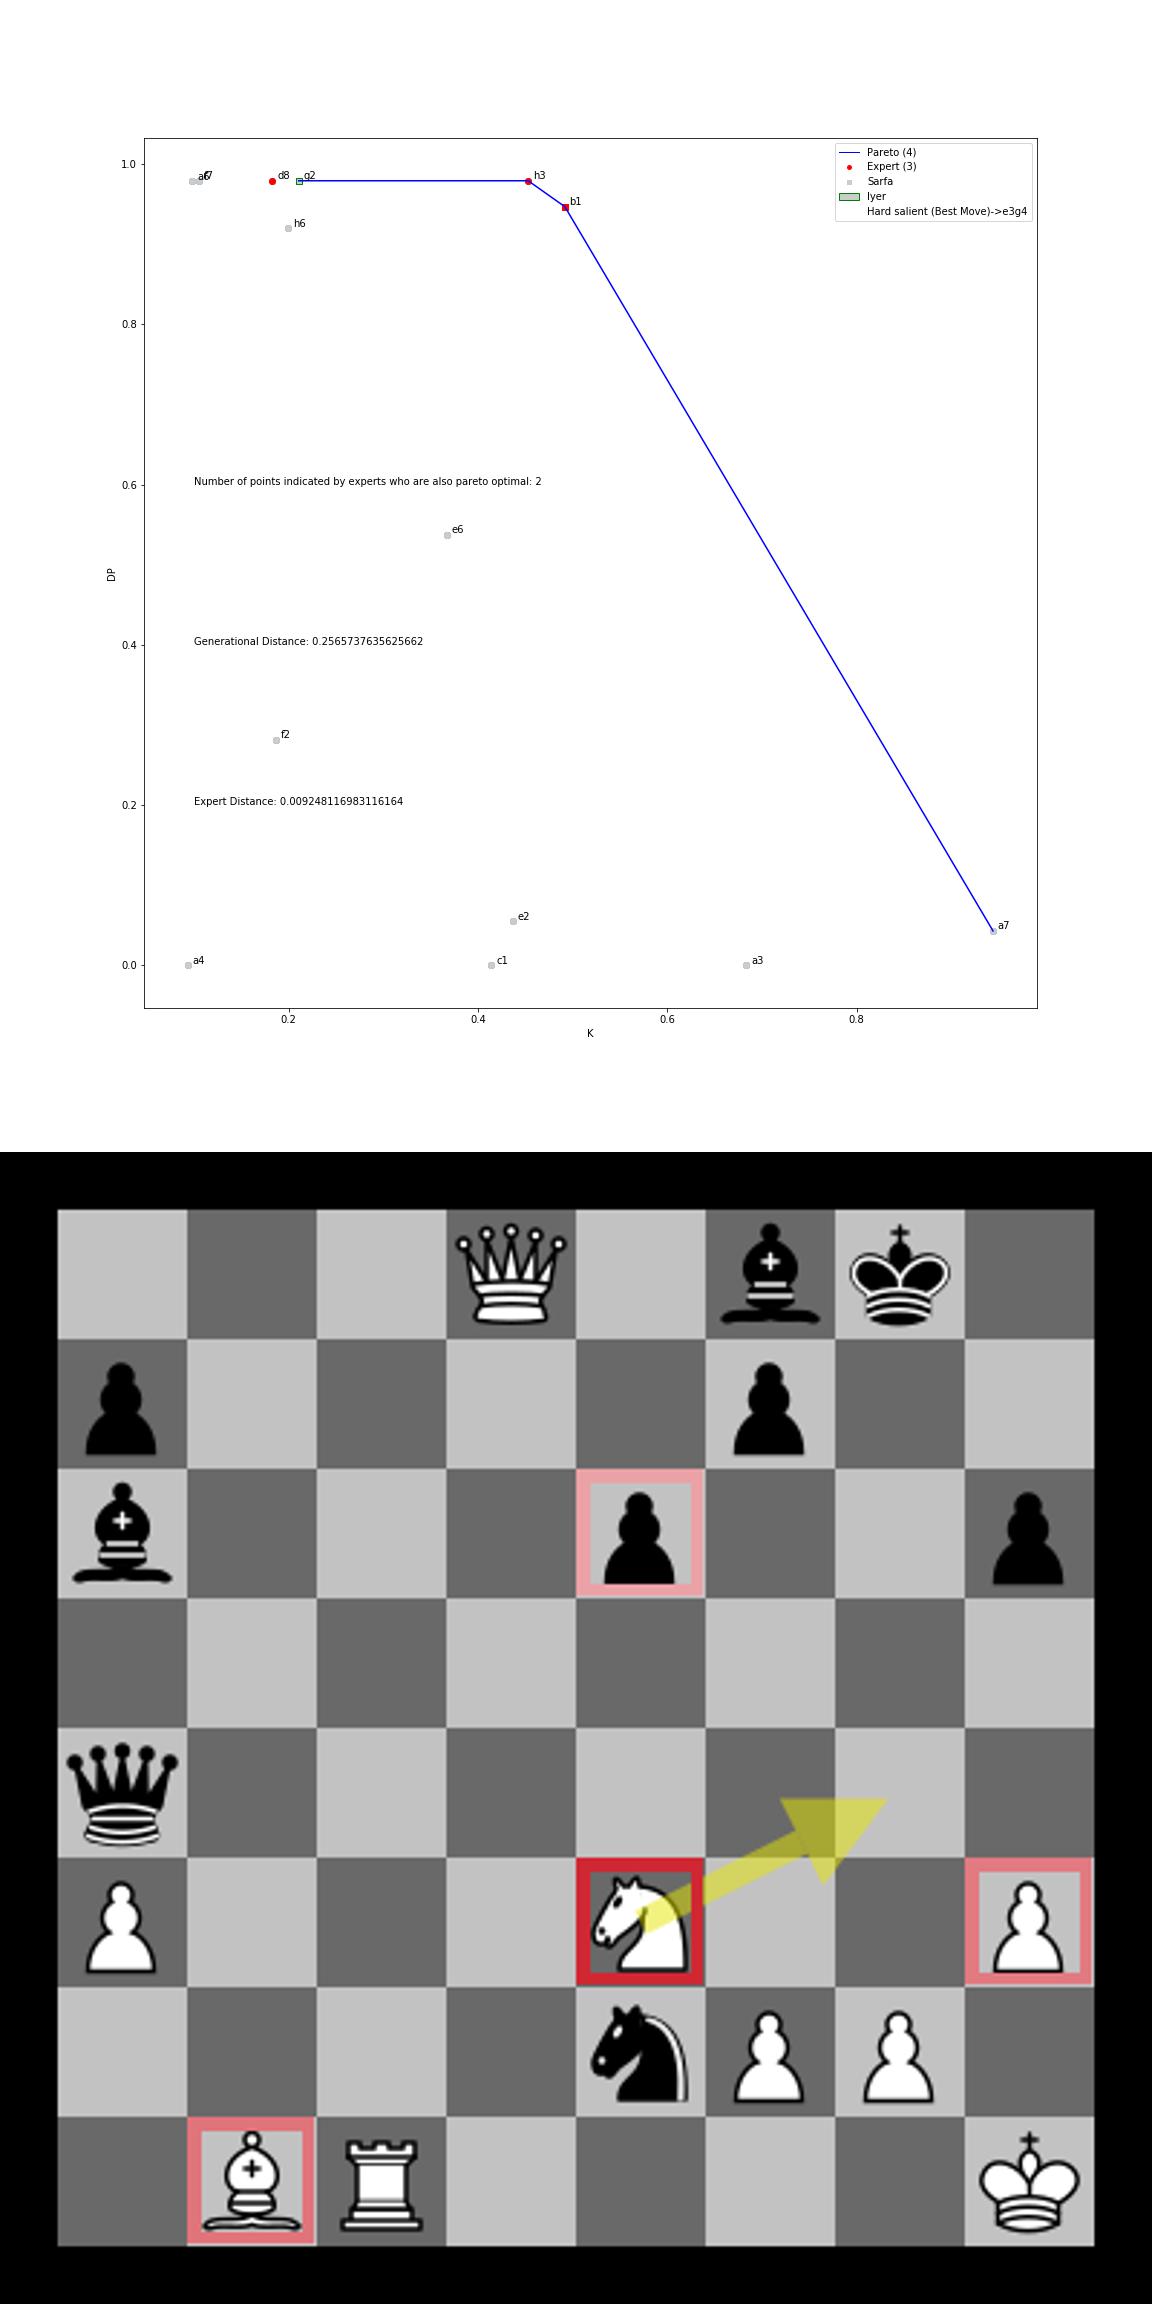 1.0
a6
f7
d8
g2
h3
b1
h6
Pareto (4)
Expert (3)
Sarfa
Iyer
Hard salient (Best Move)->e3g4
0.8
Number of points indicated by experts who are also pareto optimal: 2
0.6
e6
DP
Generational Distance: 0.2565737635625662
0.4
f2
Expert Distance: 0.009248116983116164
0.2
e2
a7
0.0
a4
c1
a3
0.2
0.4
0.6
0.8
K